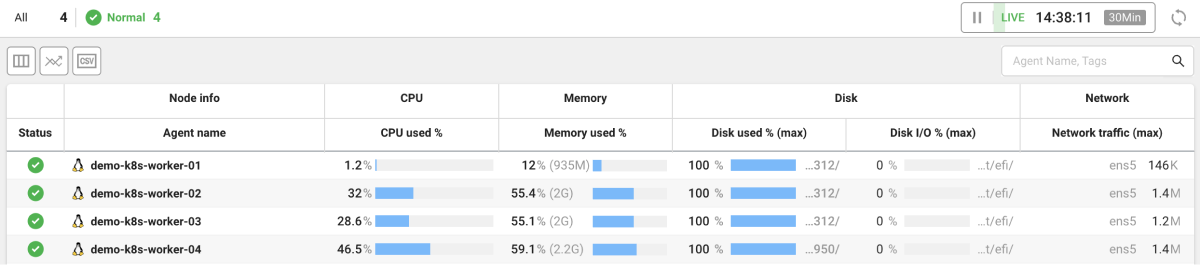 All 4 Normal 4 LIVE 14:38:11 30Min
CSV Agent Name, Tags
Node info CPU Memory Disk Network
Status Agent name CPU used % Memory used % Disk used % (max) Disk I/O % (max) Network traffic (max)
demo-k8s-worker-01 1.2% 12% (935M) 100 % ...312/ 0 % ...t/efi/ ens5 146K
demo-k8s-worker-02 32% 55.4% (2G) 100 % ...312/ 0 % ...t/efi/ ens5 1.4M
demo-k8s-worker-03 28.6% 55.1% (2G) 100 % ...312/ 0 % ...t/efi/ ens5 1.2M
demo-k8s-worker-04 46.5% 59.1% (2.2G) 100 % ...950/ 0 % ...t/efi/ ens5 1.4M